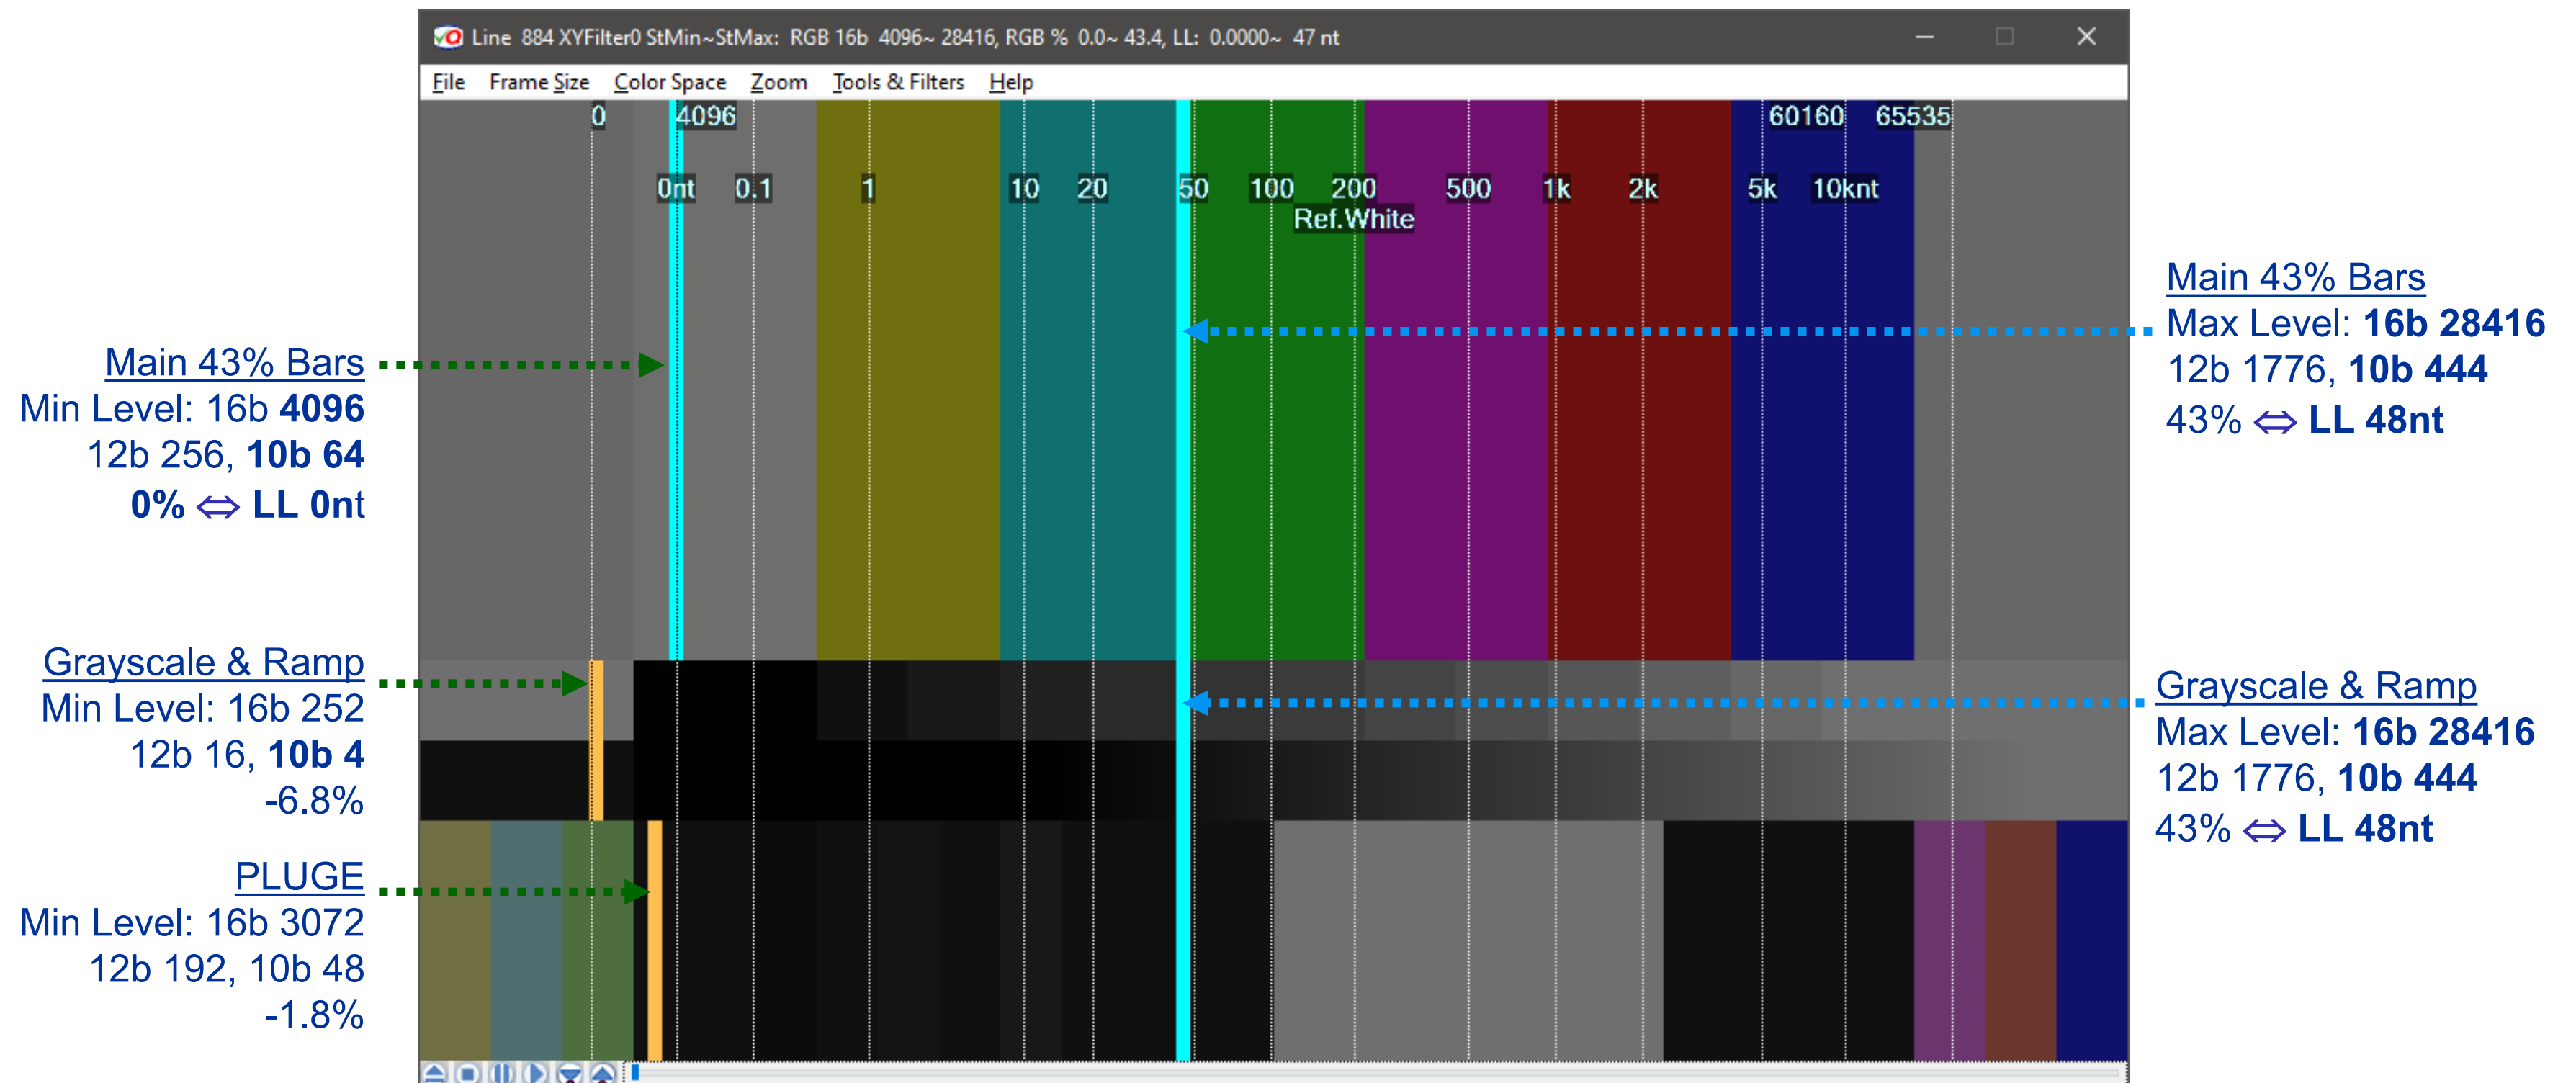 Line 884 XYFilter0 StMin~StMax: RGB 16b 4096~ 28416, RGB % 0.0~ 43.4, LL: 0.0000~ 47 nt
File Frame Size Color Space Zoom Tools & Filters Help
0 4096 60160 65535
0nt 0.1 1 10 20 50 100 200 500 1k 2k 5k 10knt
Ref.White
Main 43% Bars
Min Level: 16b 4096
12b 256, 10b 64
0% ⇔ LL 0nt
Grayscale & Ramp
Min Level: 16b 252
12b 16, 10b 4
-6.8%
PLUGE
Min Level: 16b 3072
12b 192, 10b 48
-1.8%
Main 43% Bars
Max Level: 16b 28416
12b 1776, 10b 444
43% ⇔ LL 48nt
Grayscale & Ramp
Max Level: 16b 28416
12b 1776, 10b 444
43% ⇔ LL 48nt